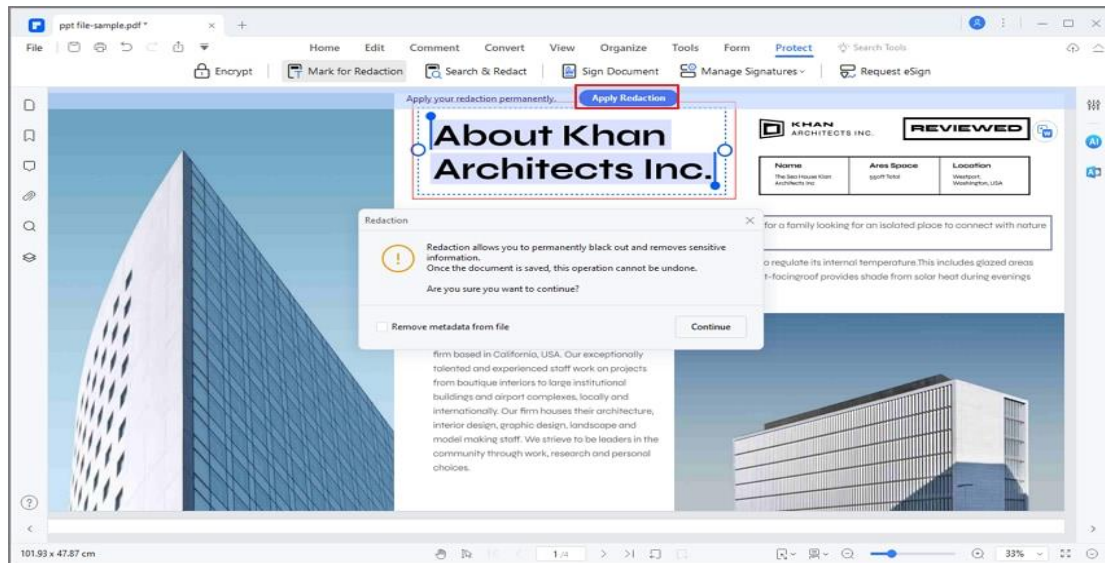 ppt file-sample.pdf *
File
Home Edit Comment Convert View Organize Tools Form Protect Search Tools
Encrypt Mark for Redaction Search & Redact Sign Document Manage Signatures Request eSign
Apply your redaction permanently. Apply Redaction
About Khan
Architects Inc.
KHAN
ARCHITECTS INC.
REVIEWED
Name Ares Space Location
The Sea House Klan
Architects Inc
550ft Total
Westport,
Washington, USA
for a family looking for an isolated place to connect with nature
regulate its internal temperature.This includes glazed areas
t-facingroof provides shade from solar heat during evenings
Redaction
Redaction allows you to permanently black out and removes sensitive
information.
Once the document is saved, this operation cannot be undone.
Are you sure you want to continue?
Remove metadata from file Continue
firm based in California, USA. Our exceptionally
talented and experienced staff work on projects
from boutique interiors to large institutional
buildings and airport complexes, locally and
internationally. Our firm houses their architecture,
interior design, graphic design, landscape and
model making staff. We strieve to be leaders in the
community through work, research and personal
choices.
101.93 x 47.87 cm 1 /4 33%